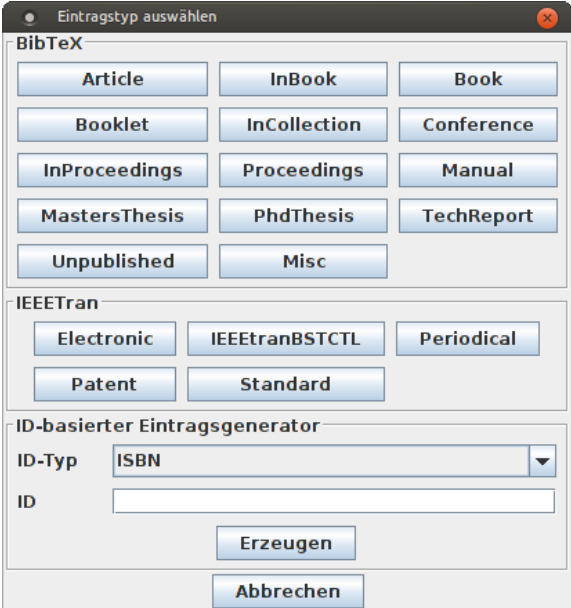 Eintragstyp auswählen
BibTeX
Article InBook Book
Booklet InCollection Conference
InProceedings Proceedings Manual
MastersThesis PhdThesis TechReport
Unpublished Misc
IEEETran
Electronic IEEEtranBSTCTL Periodical
Patent Standard
ID-basierter Eintragsgenerator
ID-Typ ISBN
ID
Erzeugen
Abbrechen